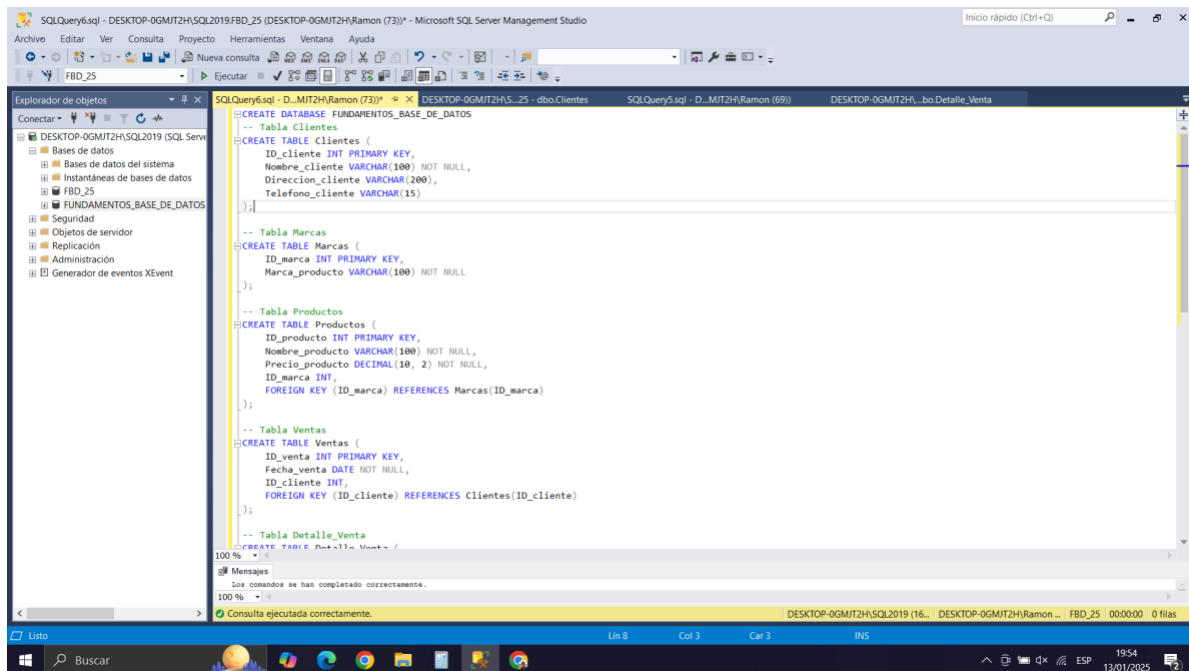 SQLQuery6.sql - DESKTOP-0GMJT2H\SQL2019.FBD_25 (DESKTOP-0GMJT2H\Ramon (73))* - Microsoft SQL Server Management Studio
Inicio rápido (Ctrl+Q)
Archivo Editar Ver Consulta Proyecto Herramientas Ventana Ayuda
Nueva consulta
FBD_25
Ejecutar
Explorador de objetos
SQLQuery6.sql - D...MJT2H\Ramon (73))*
DESKTOP-0GMJT2H\S...25 - dbo.Clientes
SQLQuery5.sql - D...MJT2H\Ramon (69))
DESKTOP-0GMJT2H\...bo.Detalle_Venta
Conectar
DESKTOP-0GMJT2H\SQL2019 (SQL Serve
Bases de datos
Bases de datos del sistema
Instantáneas de bases de datos
FBD_25
FUNDAMENTOS_BASE_DE_DATOS
Seguridad
Objetos de servidor
Replicación
Administración
Generador de eventos XEvent
CREATE DATABASE FUNDAMENTOS_BASE_DE_DATOS
-- Tabla Clientes
CREATE TABLE Clientes (
ID_cliente INT PRIMARY KEY,
Nombre_cliente VARCHAR(100) NOT NULL,
Direccion_cliente VARCHAR(200),
Telefono_cliente VARCHAR(15)
);
-- Tabla Marcas
CREATE TABLE Marcas (
ID_marca INT PRIMARY KEY,
Marca_producto VARCHAR(100) NOT NULL
);
-- Tabla Productos
CREATE TABLE Productos (
ID_producto INT PRIMARY KEY,
Nombre_producto VARCHAR(100) NOT NULL,
Precio_producto DECIMAL(10, 2) NOT NULL,
ID_marca INT,
FOREIGN KEY (ID_marca) REFERENCES Marcas(ID_marca)
);
-- Tabla Ventas
CREATE TABLE Ventas (
ID_venta INT PRIMARY KEY,
Fecha_venta DATE NOT NULL,
ID_cliente INT,
FOREIGN KEY (ID_cliente) REFERENCES Clientes(ID_cliente)
);
-- Tabla Detalle_Venta
CREATE TABLE Detalle_Venta (
100 %
Mensajes
Los comandos se han completado correctamente.
100 %
Consulta ejecutada correctamente.
DESKTOP-0GMJT2H\SQL2019 (16...
DESKTOP-0GMJT2H\Ramon ...
FBD_25
00:00:00
0 filas
Listo
Lín 8
Col 3
Car 3
INS
Buscar
ESP
19:54
13/01/2025